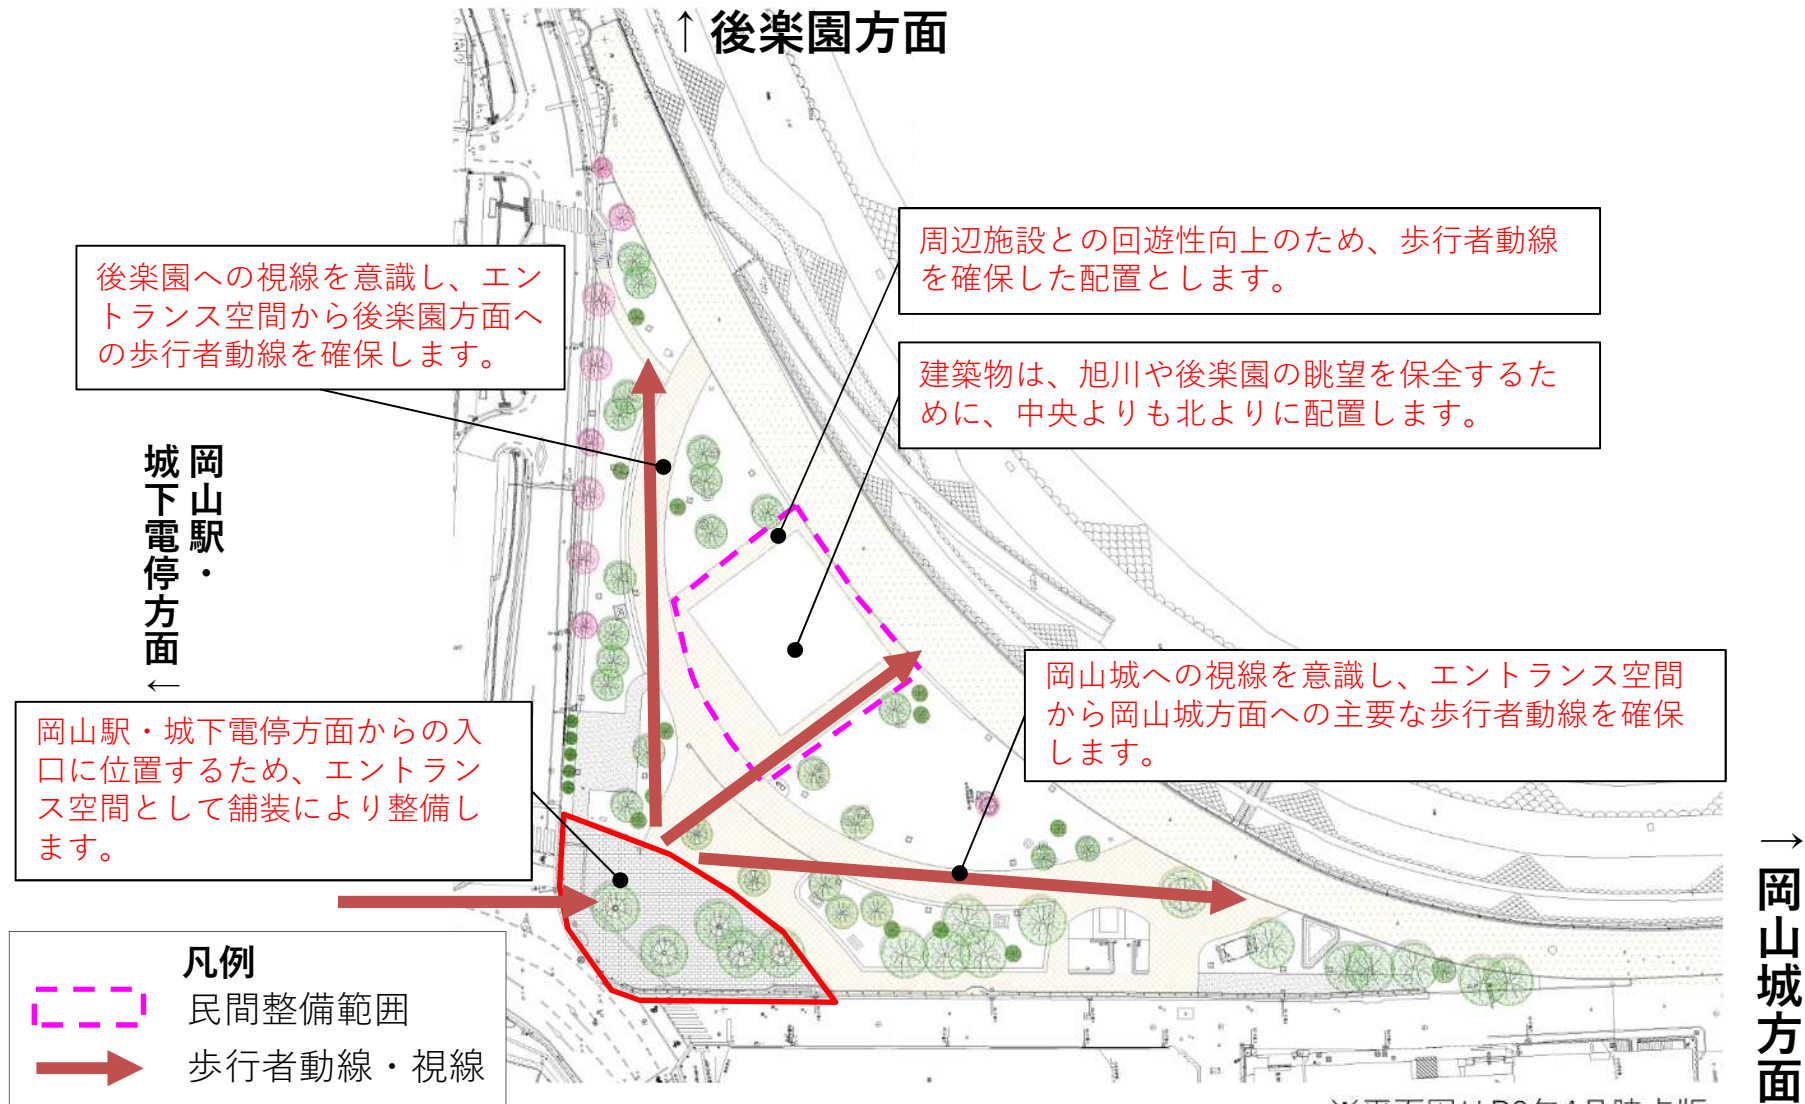 ↑後楽園方面
周辺施設との回遊性向上のため、歩行者動線
を確保した配置とします。
後楽園への視線を意識し、エン
トランス空間から後楽園方面へ
の歩行者動線を確保します。
建築物は、旭川や後楽園の眺望を保全するた
めに、中央よりも北よりに配置します。
岡山駅・
城下電停方面←
岡山城への視線を意識し、エントランス空間
から岡山城方面への主要な歩行者動線を確保
します。
岡山駅・城下電停方面からの入
口に位置するため、エントラン
ス空間として舗装により整備し
ます。
→岡山城方面
凡例
民間整備範囲
歩行者動線・視線